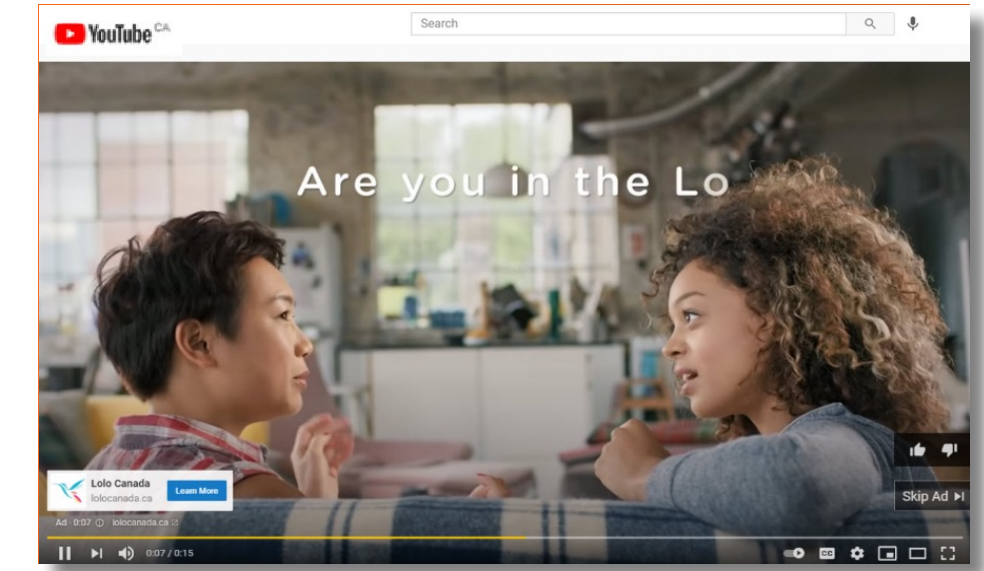 YouTube CA
Search
Are you in the Lo
Lolo Canada
lolocanada.ca
Learn More
Skip Ad
Ad · 0:07 lolocanada.ca
0:07 / 0:15
CC